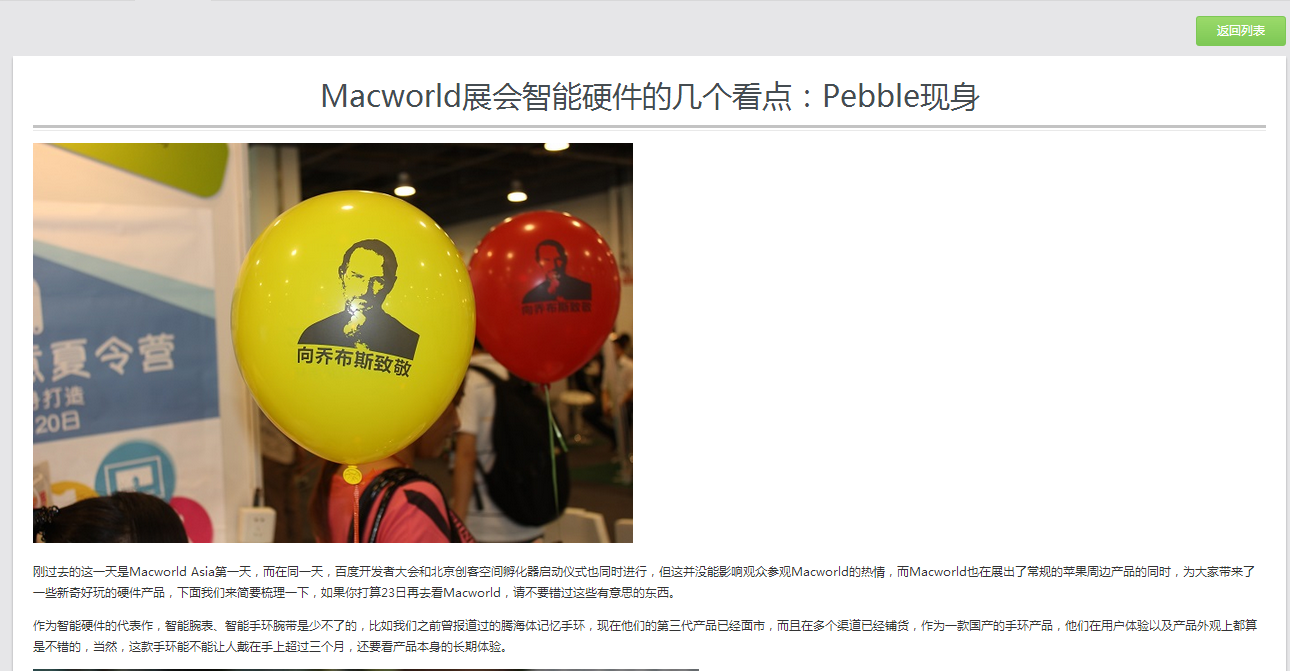 返回列表
Macworld展会智能硬件的几个看点：Pebble现身
夏令营
打造
20日
向乔布斯致敬
向乔布斯致敬
刚过去的这一天是Macworld Asia第一天，而在同一天，百度开发者大会和北京创客空间孵化器启动仪式也同时进行，但这并没能影响观众参观Macworld的热情，而Macworld也在展出了常规的苹果周边产品的同时，为大家带来了
一些新奇好玩的硬件产品，下面我们来简要梳理一下，如果你打算23日再去看Macworld，请不要错过这些有意思的东西。
作为智能硬件的代表作，智能腕表、智能手环腕带是少不了的，比如我们之前曾报道过的腾海体记忆手环，现在他们的第三代产品已经面市，而且在多个渠道已经铺货，作为一款国产的手环产品，他们在用户体验以及产品外观上都算
是不错的，当然，这款手环能不能让人戴在手上超过三个月，还要看产品本身的长期体验。